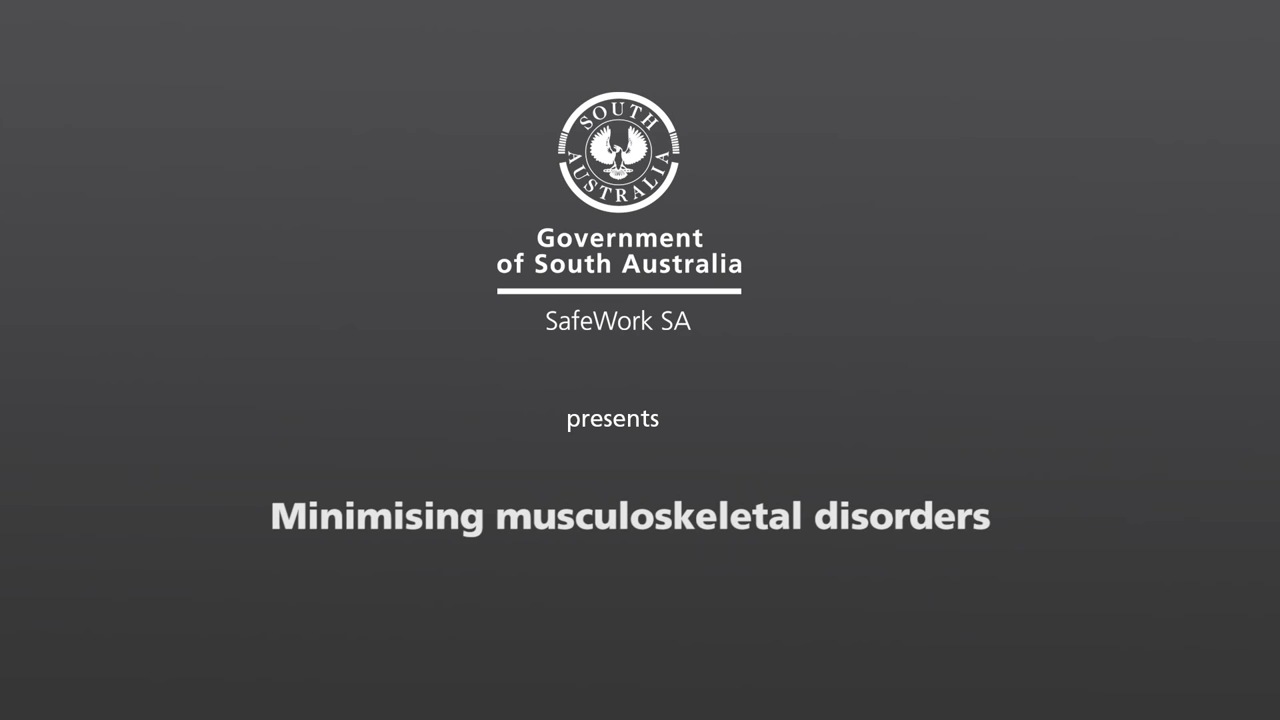 SOUTH
AUSTRALIA
Government
of South Australia
SafeWork SA
presents
Minimising musculoskeletal disorders